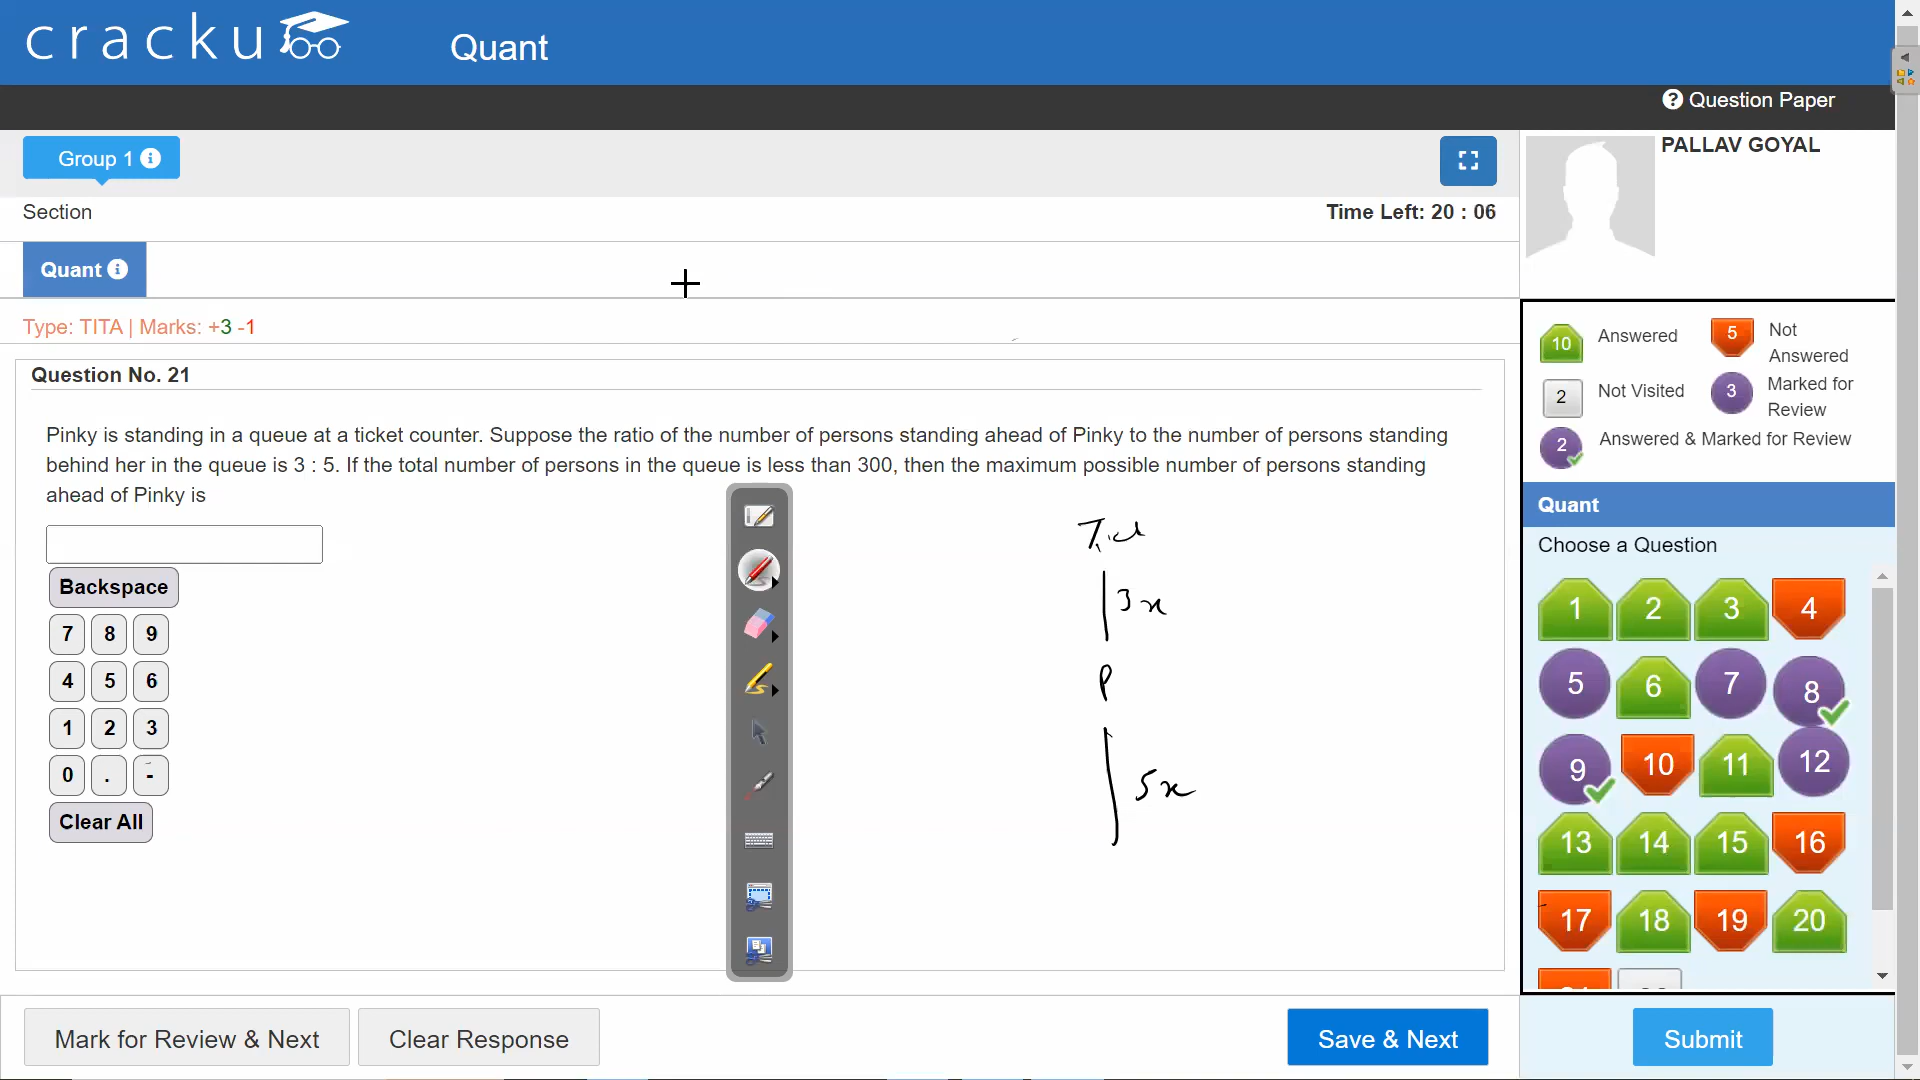 cracku
Quant
Question Paper
Group 1
PALLAV GOYAL
Section
Time Left: 20 : 06
Quant
Type: TITA | Marks: +3 -1
Question No. 21
Pinky is standing in a queue at a ticket counter. Suppose the ratio of the number of persons standing ahead of Pinky to the number of persons standing
behind her in the queue is 3 : 5. If the total number of persons in the queue is less than 300, then the maximum possible number of persons standing
ahead of Pinky is
Backspace
7 8 9
4 5 6
1 2 3
0 . -
Clear All
3x
P
5x
10 Answered
5 Not Answered
2 Not Visited
3 Marked for Review
2 Answered & Marked for Review
Quant
Choose a Question
1 2 3 4
5 6 7 8
9 10 11 12
13 14 15 16
17 18 19 20
Mark for Review & Next
Clear Response
Save & Next
Submit